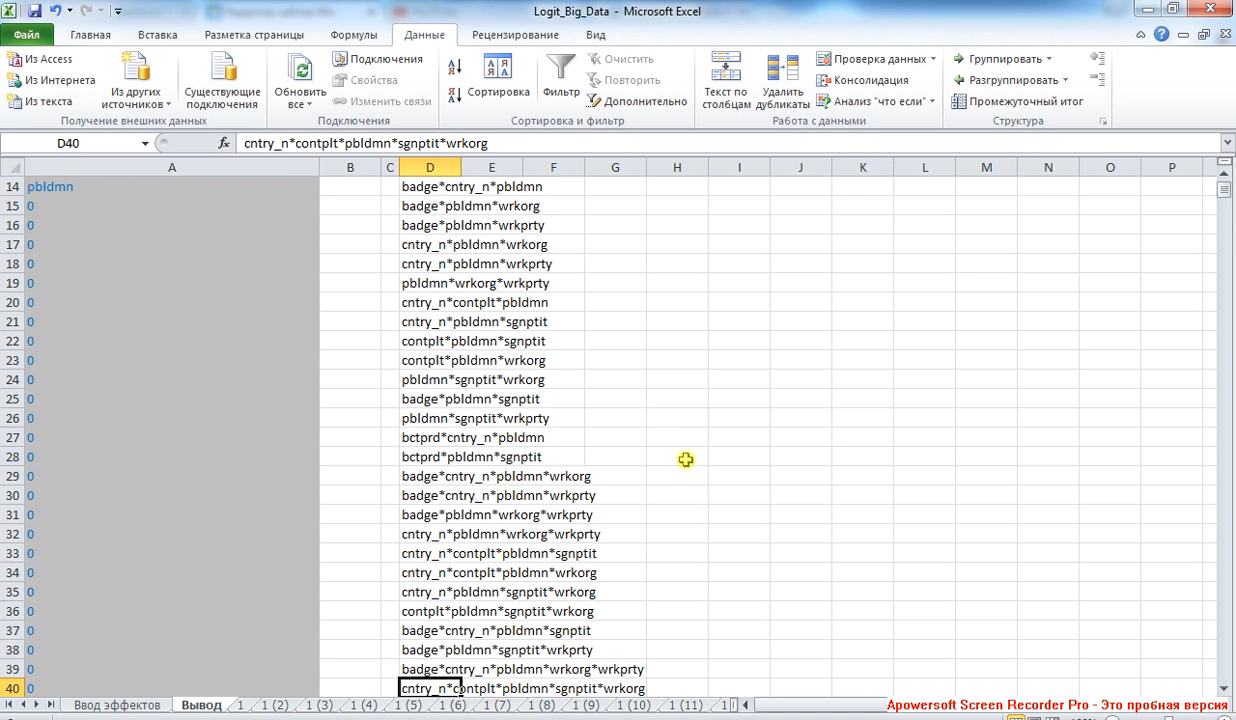 Logit_Big_Data - Microsoft Excel
Файл Главная Вставка Разметка страницы Формулы Данные Рецензирование Вид
Из Access
Из Интернета
Из текста
Из других источников
Существующие подключения
Получение внешних данных
Обновить все
Подключения
Свойства
Изменить связи
Подключения
Сортировка
Фильтр
Очистить
Повторить
Дополнительно
Сортировка и фильтр
Текст по столбцам
Удалить дубликаты
Проверка данных
Консолидация
Анализ "что если"
Работа с данными
Группировать
Разгруппировать
Промежуточный итог
Структура
D40 fx cntry_n*contplt*pbldmn*sgnptit*wrkorg
A B C D E F G H I J K L M N O P
14 pbldmn badge*cntry_n*pbldmn
15 0 badge*pbldmn*wrkorg
16 0 badge*pbldmn*wrkprty
17 0 cntry_n*pbldmn*wrkorg
18 0 cntry_n*pbldmn*wrkprty
19 0 pbldmn*wrkorg*wrkprty
20 0 cntry_n*contplt*pbldmn
21 0 cntry_n*pbldmn*sgnptit
22 0 contplt*pbldmn*sgnptit
23 0 contplt*pbldmn*wrkorg
24 0 pbldmn*sgnptit*wrkorg
25 0 badge*pbldmn*sgnptit
26 0 pbldmn*sgnptit*wrkprty
27 0 bctprd*cntry_n*pbldmn
28 0 bctprd*pbldmn*sgnptit
29 0 badge*cntry_n*pbldmn*wrkorg
30 0 badge*cntry_n*pbldmn*wrkprty
31 0 badge*pbldmn*wrkorg*wrkprty
32 0 cntry_n*pbldmn*wrkorg*wrkprty
33 0 cntry_n*contplt*pbldmn*sgnptit
34 0 cntry_n*contplt*pbldmn*wrkorg
35 0 cntry_n*pbldmn*sgnptit*wrkorg
36 0 contplt*pbldmn*sgnptit*wrkorg
37 0 badge*cntry_n*pbldmn*sgnptit
38 0 badge*pbldmn*sgnptit*wrkprty
39 0 badge*cntry_n*pbldmn*wrkorg*wrkprty
40 0 cntry_n*contplt*pbldmn*sgnptit*wrkorg
Ввод эффектов Вывод 1 1 (2) 1 (3) 1 (4) 1 (5) 1 (6) 1 (7) 1 (8) 1 (9) 1 (10) 1 (11) 1
Apowersoft Screen Recorder Pro - Это пробная версия